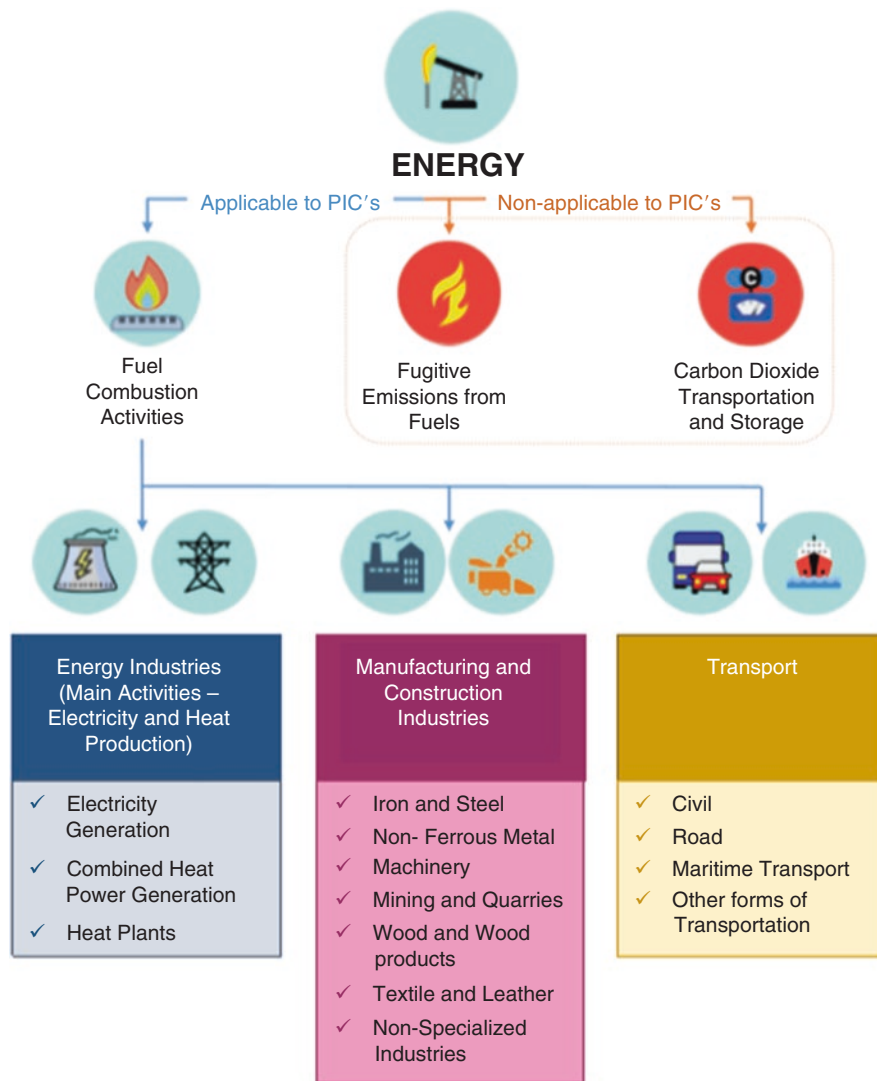 ENERGY
Applicable to PIC′s
Non-applicable to PIC′s
C
Fuel
Combustion
Activities
Fugitive
Emissions from
Fuels
Carbon Dioxide
Transportation
and Storage
Energy Industries
(Main Activities –
Electricity and Heat
Production)
✓ Electricity
Generation
✓ Combined Heat
Power Generation
✓ Heat Plants
Manufacturing and
Construction
Industries
✓ Iron and Steel
✓ Non- Ferrous Metal
✓ Machinery
✓ Mining and Quarries
✓ Wood and Wood
products
✓ Textile and Leather
✓ Non-Specialized
Industries
Transport
✓ Civil
✓ Road
✓ Maritime Transport
✓ Other forms of
Transportation